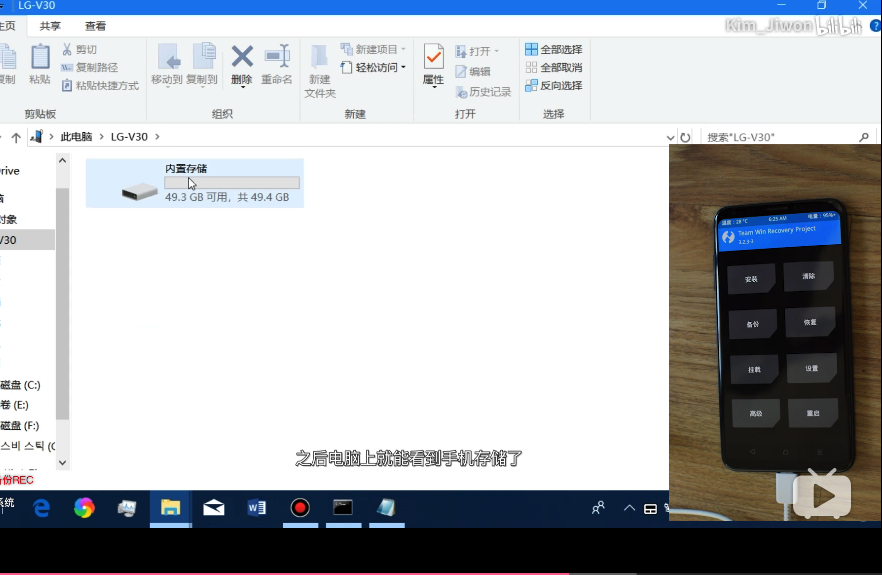 LG-V30
主页 共享 查看
Kim_Jiwon bilibili
复制 粘贴 剪切
复制路径
粘贴快捷方式
移动到 复制到 删除 重命名
新建
文件夹
新建项目
轻松访问
属性
打开
编辑
历史记录
全部选择
全部取消
反向选择
剪贴板 组织 新建 打开 选择
此电脑 LG-V30
搜索"LG-V30"
rive
对象
V30
内置存储
49.3 GB 可用，共 49.4 GB
磁盘 (C:)
卷 (E:)
磁盘 (F:)
스비 스틱 (
份REC
系统
之后电脑上就能看到手机存储了
6:25 AM
Team Win Recovery Project
3.2.3-1
安装 清除
备份 恢复
挂载 设置
高级 重启